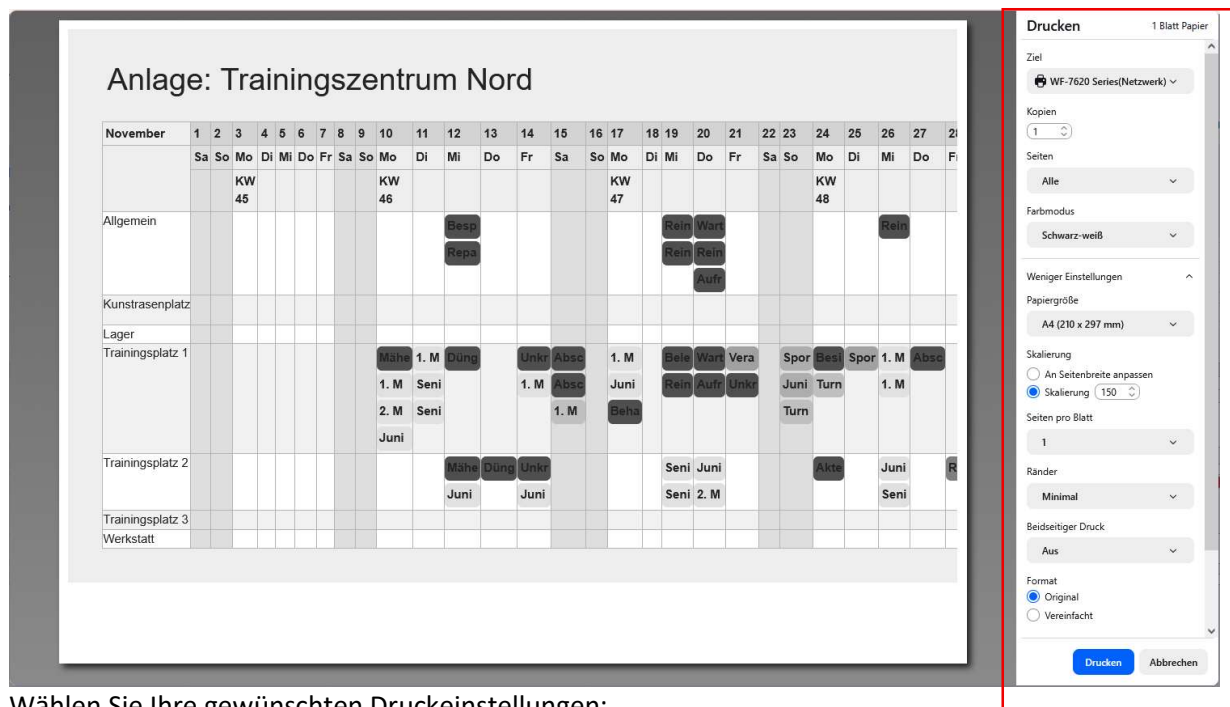 Drucken 1 Blatt Papier
Ziel
WF-7620 Series(Netzwerk)
Kopien
1
Seiten
Alle
Farbmodus
Schwarz-weiß
Weniger Einstellungen
Papiergröße
A4 (210 x 297 mm)
Skalierung
An Seitenbreite anpassen
Skalierung 150
Seiten pro Blatt
1
Ränder
Minimal
Beidseitiger Druck
Aus
Format
Original
Vereinfacht
Drucken Abbrechen
Anlage: Trainingszentrum Nord
November 1 2 3 4 5 6 7 8 9 10 11 12 13 14 15 16 17 18 19 20 21 22 23 24 25 26 27
Sa So Mo Di Mi Do Fr Sa So Mo Di Mi Do Fr Sa So Mo Di Mi Do Fr Sa So Mo Di Mi Do
KW KW KW KW
45 46 47 48
Allgemein Besp Rein Wart Rein
Repa Rein Rein
Aufr
Kunstrasenplatz
Lager
Trainingsplatz 1 Mähe 1. M Düng Unkr Absc 1. M Bele Wart Vera Spor Besi Spor 1. M Absc
1. M Seni 1. M Absc Juni Rein Aufr Unkr Juni Turn 1. M
2. M Seni 1. M Beha Turn
Juni
Trainingsplatz 2 Mähe Düng Unkr Seni Juni Akte Juni
Juni Juni Seni 2. M Seni
Trainingsplatz 3
Werkstatt
Wählen Sie Ihre gewünschten Druckeinstellungen: